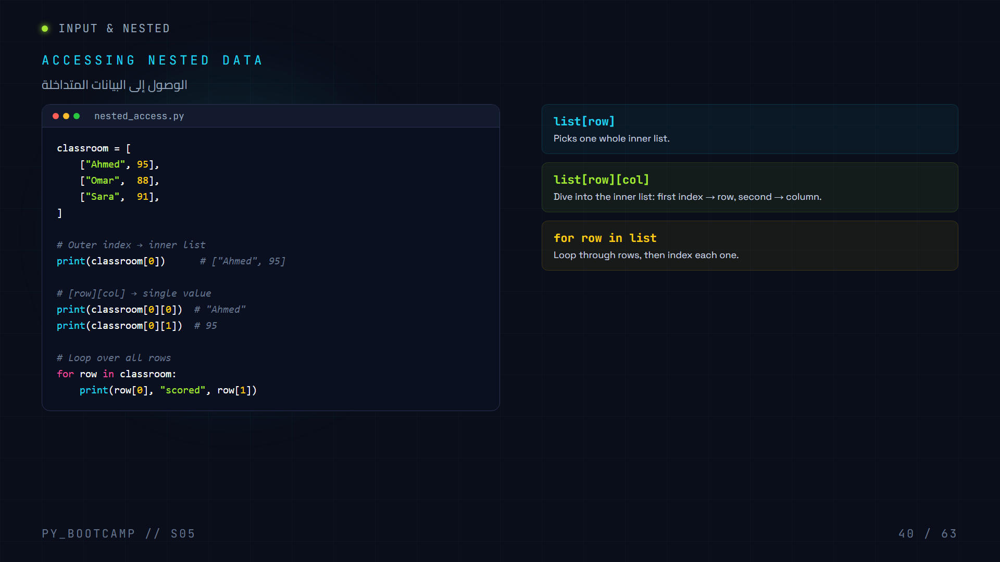 INPUT & NESTED
ACCESSING NESTED DATA
الوصول إلى البيانات المتداخلة
nested_access.py
classroom = [
    ["Ahmed", 95],
    ["Omar",  88],
    ["Sara",  91],
]
# Outer index → inner list
print(classroom[0])      # ["Ahmed", 95]
# [row][col] → single value
print(classroom[0][0])  # "Ahmed"
print(classroom[0][1])  # 95
# Loop over all rows
for row in classroom:
    print(row[0], "scored", row[1])
list[row]
Picks one whole inner list.
list[row][col]
Dive into the inner list: first index → row, second → column.
for row in list
Loop through rows, then index each one.
PY_BOOTCAMP // S05
40 / 63